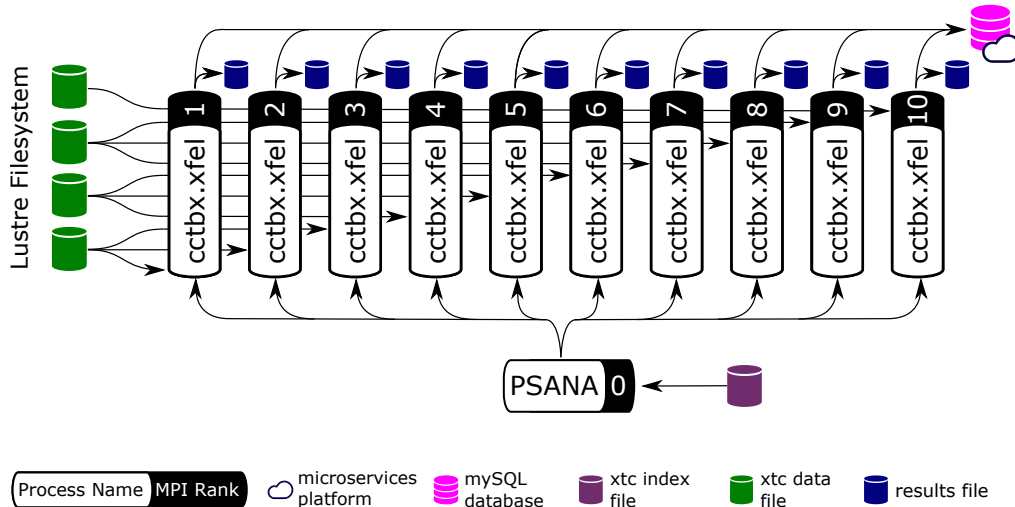 Lustre Filesystem
1
2
3
4
5
6
7
8
9
10
cctbx.xfel
cctbx.xfel
cctbx.xfel
cctbx.xfel
cctbx.xfel
cctbx.xfel
cctbx.xfel
cctbx.xfel
cctbx.xfel
cctbx.xfel
PSANA 0
Process Name MPI Rank
microservices
platform
mySQL
database
xtc index
file
xtc data
file
results file